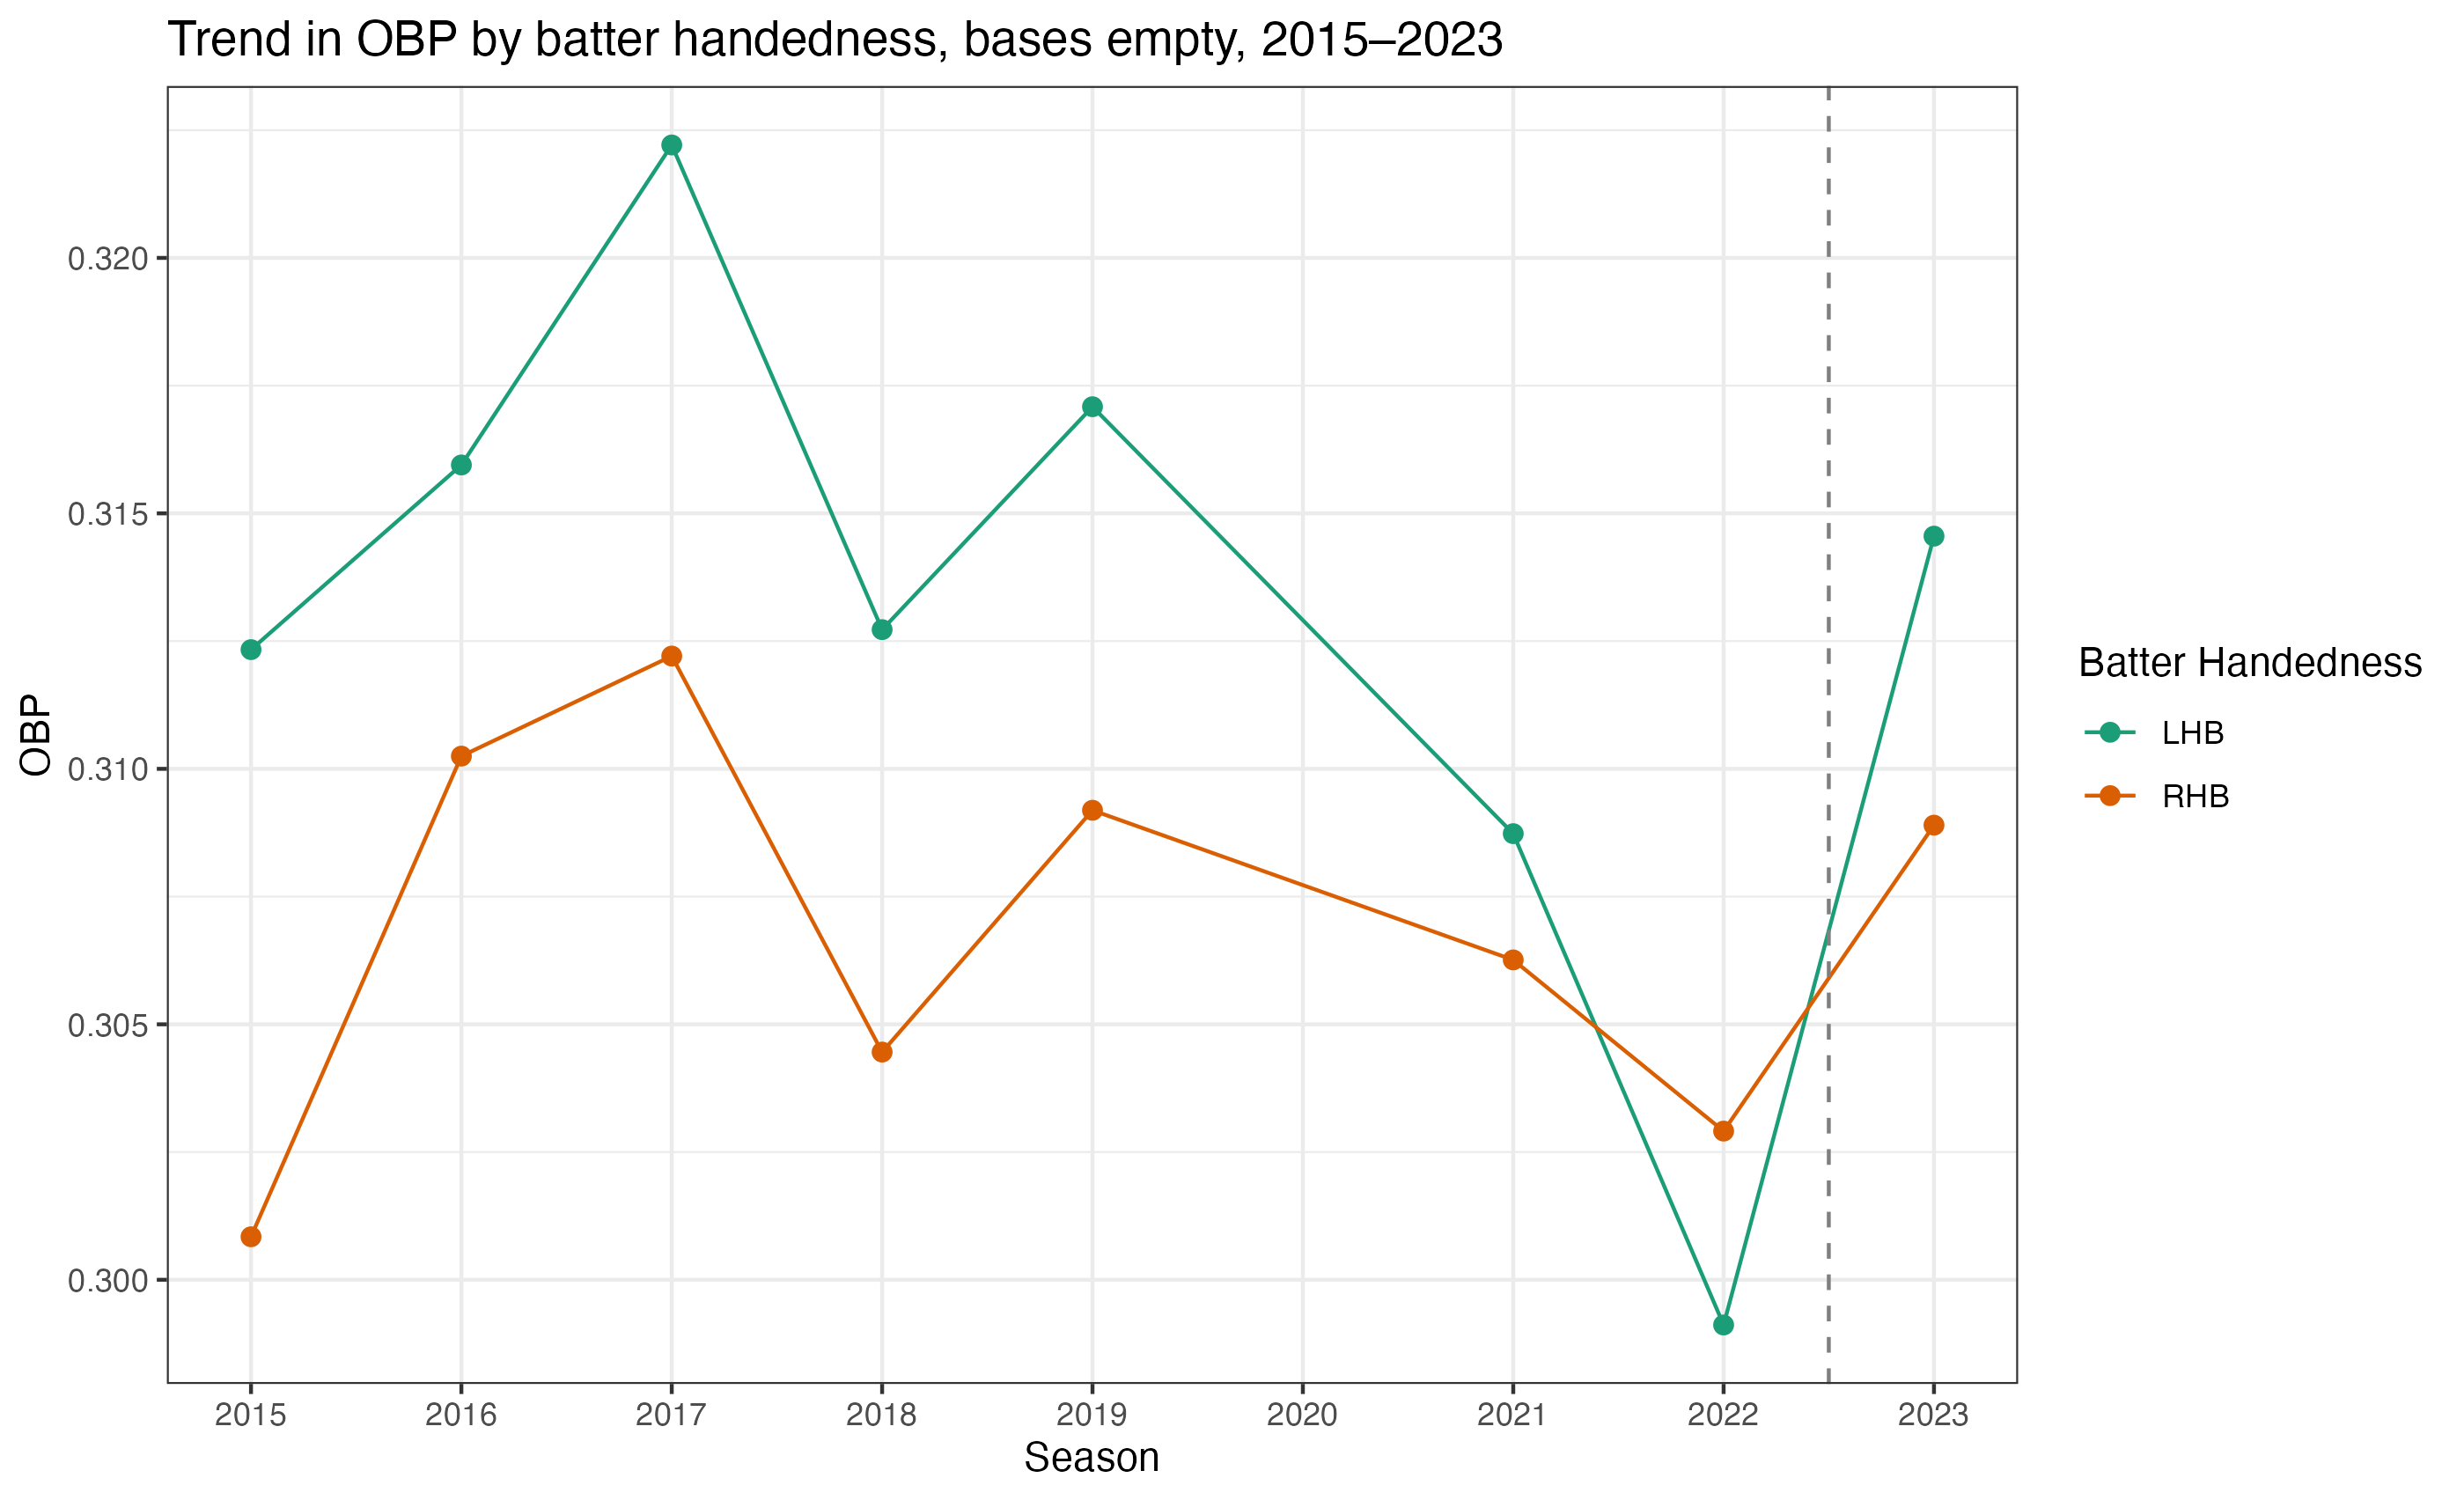 Trend in OBP by batter handedness, bases empty, 2015–2023
OBP
0.320
0.315
0.310
0.305
0.300
2015 2016 2017 2018 2019 2020 2021 2022 2023
Season
Batter Handedness
LHB
RHB